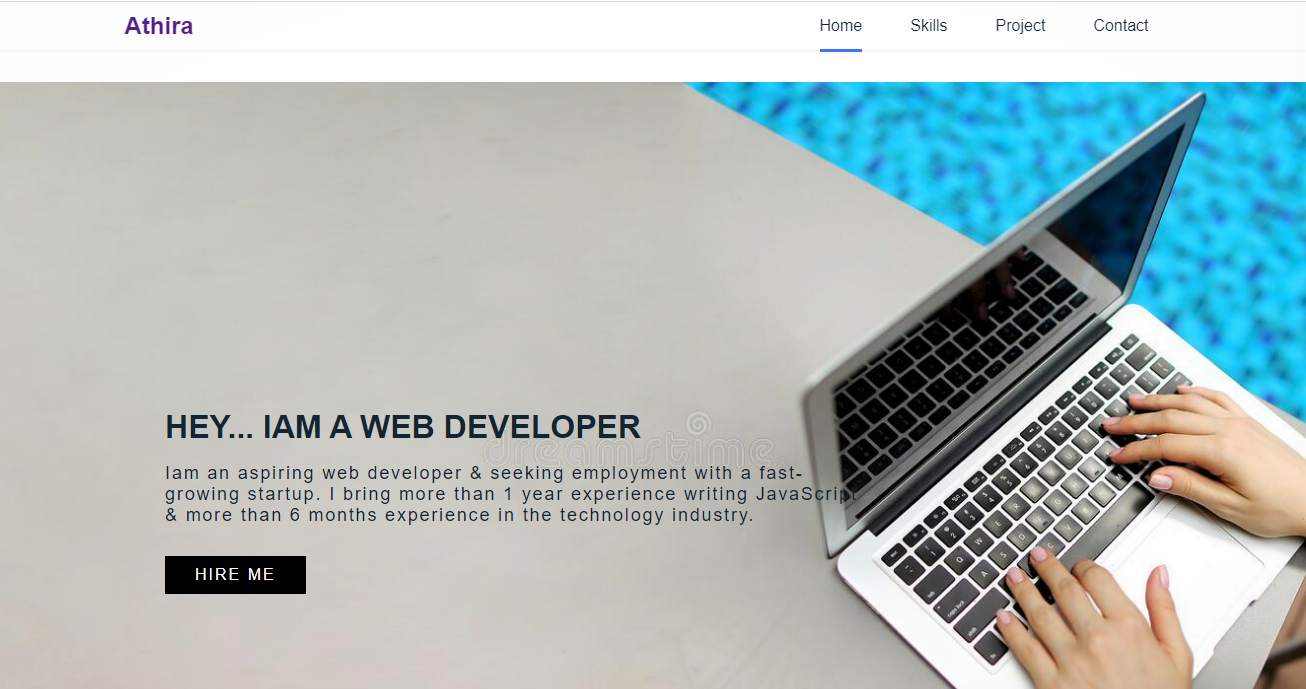 Athira
Home Skills Project Contact
HEY... IAM A WEB DEVELOPER
dreamstime
Iam an aspiring web developer & seeking employment with a fast-
growing startup. I bring more than 1 year experience writing JavaScript
& more than 6 months experience in the technology industry.
HIRE ME